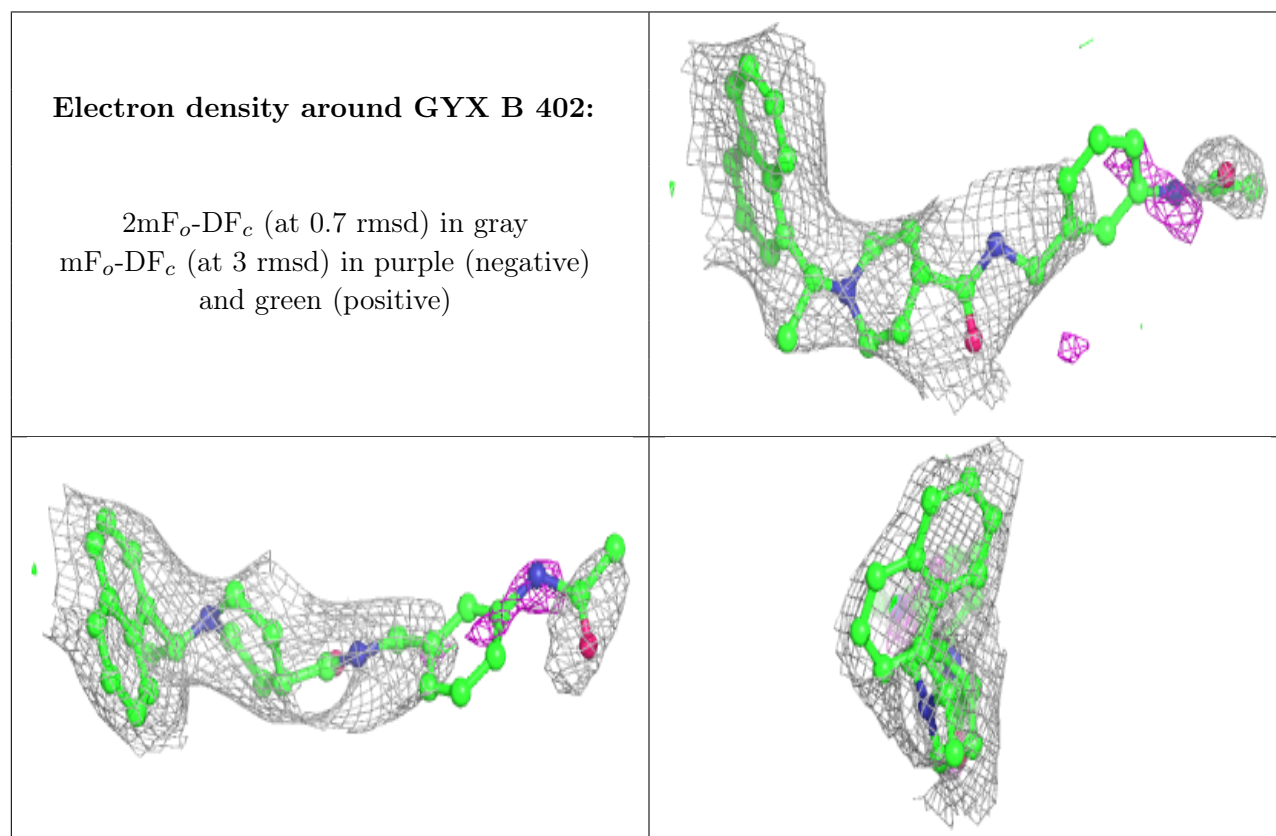 Electron density around GYX B 402:
2mFo-DFc (at 0.7 rmsd) in gray
mFo-DFc (at 3 rmsd) in purple (negative)
and green (positive)